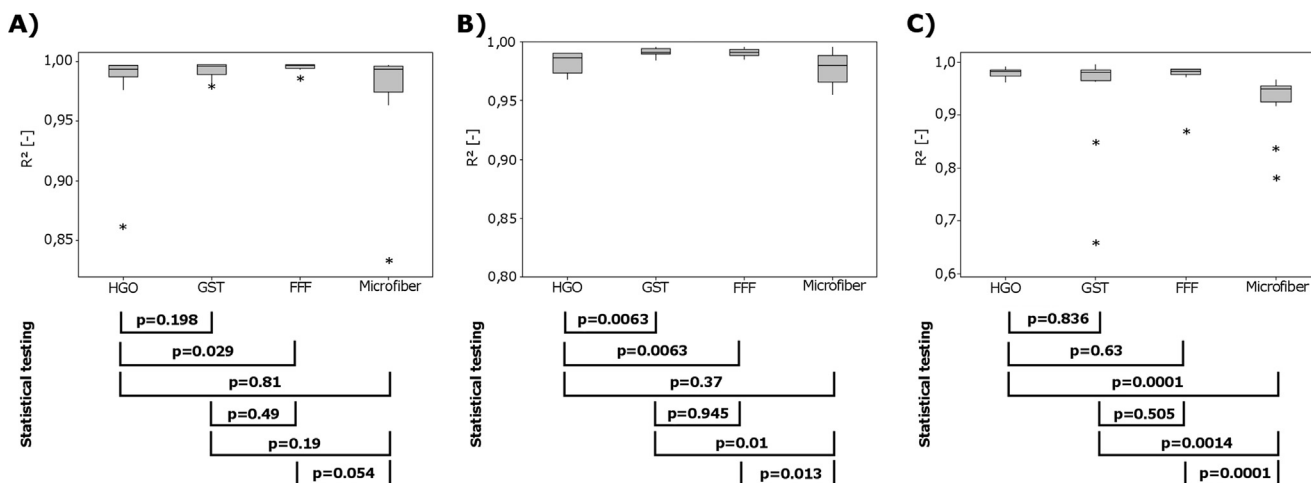 A)
1,00
0,95
0,90
0,85
R² [-]
HGO GST FFF Microfiber
Statistical testing
p=0.198
p=0.029
p=0.81
p=0.49
p=0.19
p=0.054
B)
1,00
0,95
0,90
0,85
0,80
R² [-]
HGO GST FFF Microfiber
Statistical testing
p=0.0063
p=0.0063
p=0.37
p=0.945
p=0.01
p=0.013
C)
1,0
0,9
0,8
0,7
0,6
R² [-]
HGO GST FFF Microfiber
Statistical testing
p=0.836
p=0.63
p=0.0001
p=0.505
p=0.0014
p=0.0001